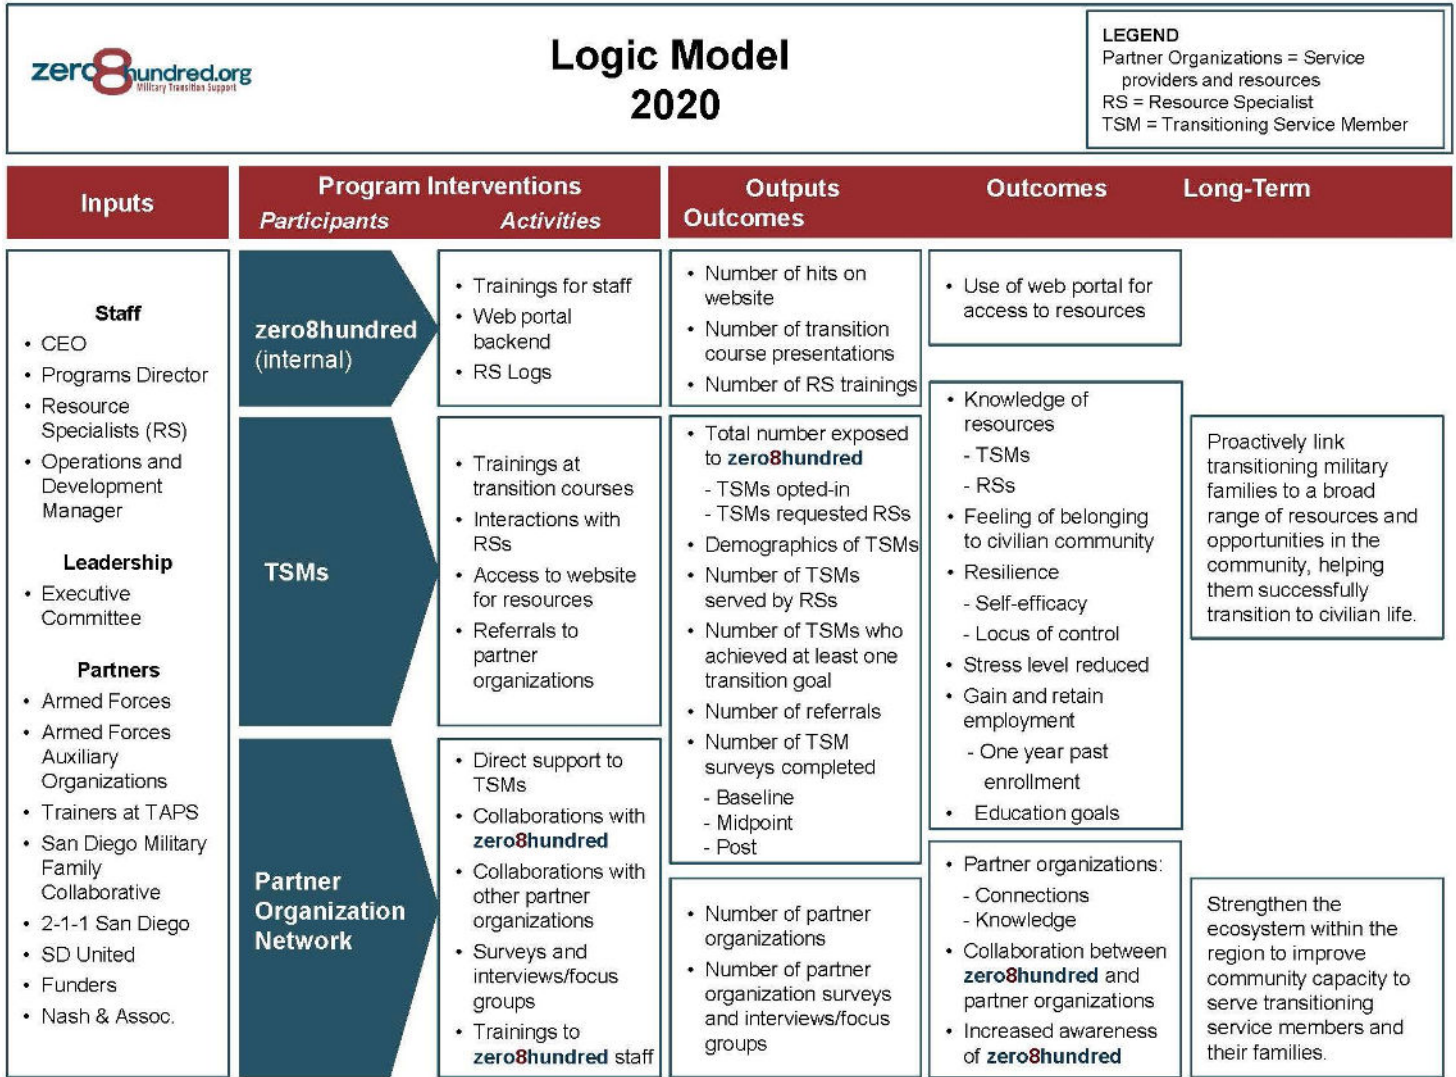 zero8hundred.org
Military Transition Support
Logic Model
2020
LEGEND
Partner Organizations = Service
providers and resources
RS = Resource Specialist
TSM = Transitioning Service Member
Inputs
Program Interventions
Participants Activities
Outputs Outcomes Long-Term
Outcomes
Staff
• CEO
• Programs Director
• Resource
Specialists (RS)
• Operations and
Development
Manager
Leadership
• Executive
Committee
Partners
• Armed Forces
• Armed Forces
Auxiliary
Organizations
• Trainers at TAPS
• San Diego Military
Family
Collaborative
• 2-1-1 San Diego
• SD United
• Funders
• Nash & Assoc.
zero8hundred
(internal)
• Trainings for staff
• Web portal
backend
• RS Logs
• Number of hits on
website
• Number of transition
course presentations
• Number of RS trainings
• Use of web portal for
access to resources
TSMs
• Trainings at
transition courses
• Interactions with
RSs
• Access to website
for resources
• Referrals to
partner
organizations
• Total number exposed
to zero8hundred
- TSMs opted-in
- TSMs requested RSs
• Demographics of TSMs
• Number of TSMs
served by RSs
• Number of TSMs who
achieved at least one
transition goal
• Number of referrals
• Number of TSM
surveys completed
- Baseline
- Midpoint
- Post
• Knowledge of
resources
- TSMs
- RSs
• Feeling of belonging
to civilian community
• Resilience
- Self-efficacy
- Locus of control
• Stress level reduced
• Gain and retain
employment
- One year past
enrollment
• Education goals
Proactively link
transitioning military
families to a broad
range of resources and
opportunities in the
community, helping
them successfully
transition to civilian life.
Partner
Organization
Network
• Direct support to
TSMs
• Collaborations with
zero8hundred
• Collaborations with
other partner
organizations
• Surveys and
interviews/focus
groups
• Trainings to
zero8hundred staff
• Number of partner
organizations
• Number of partner
organization surveys
and interviews/focus
groups
• Partner organizations:
- Connections
- Knowledge
• Collaboration between
zero8hundred and
partner organizations
• Increased awareness
of zero8hundred
Strengthen the
ecosystem within the
region to improve
community capacity to
serve transitioning
service members and
their families.